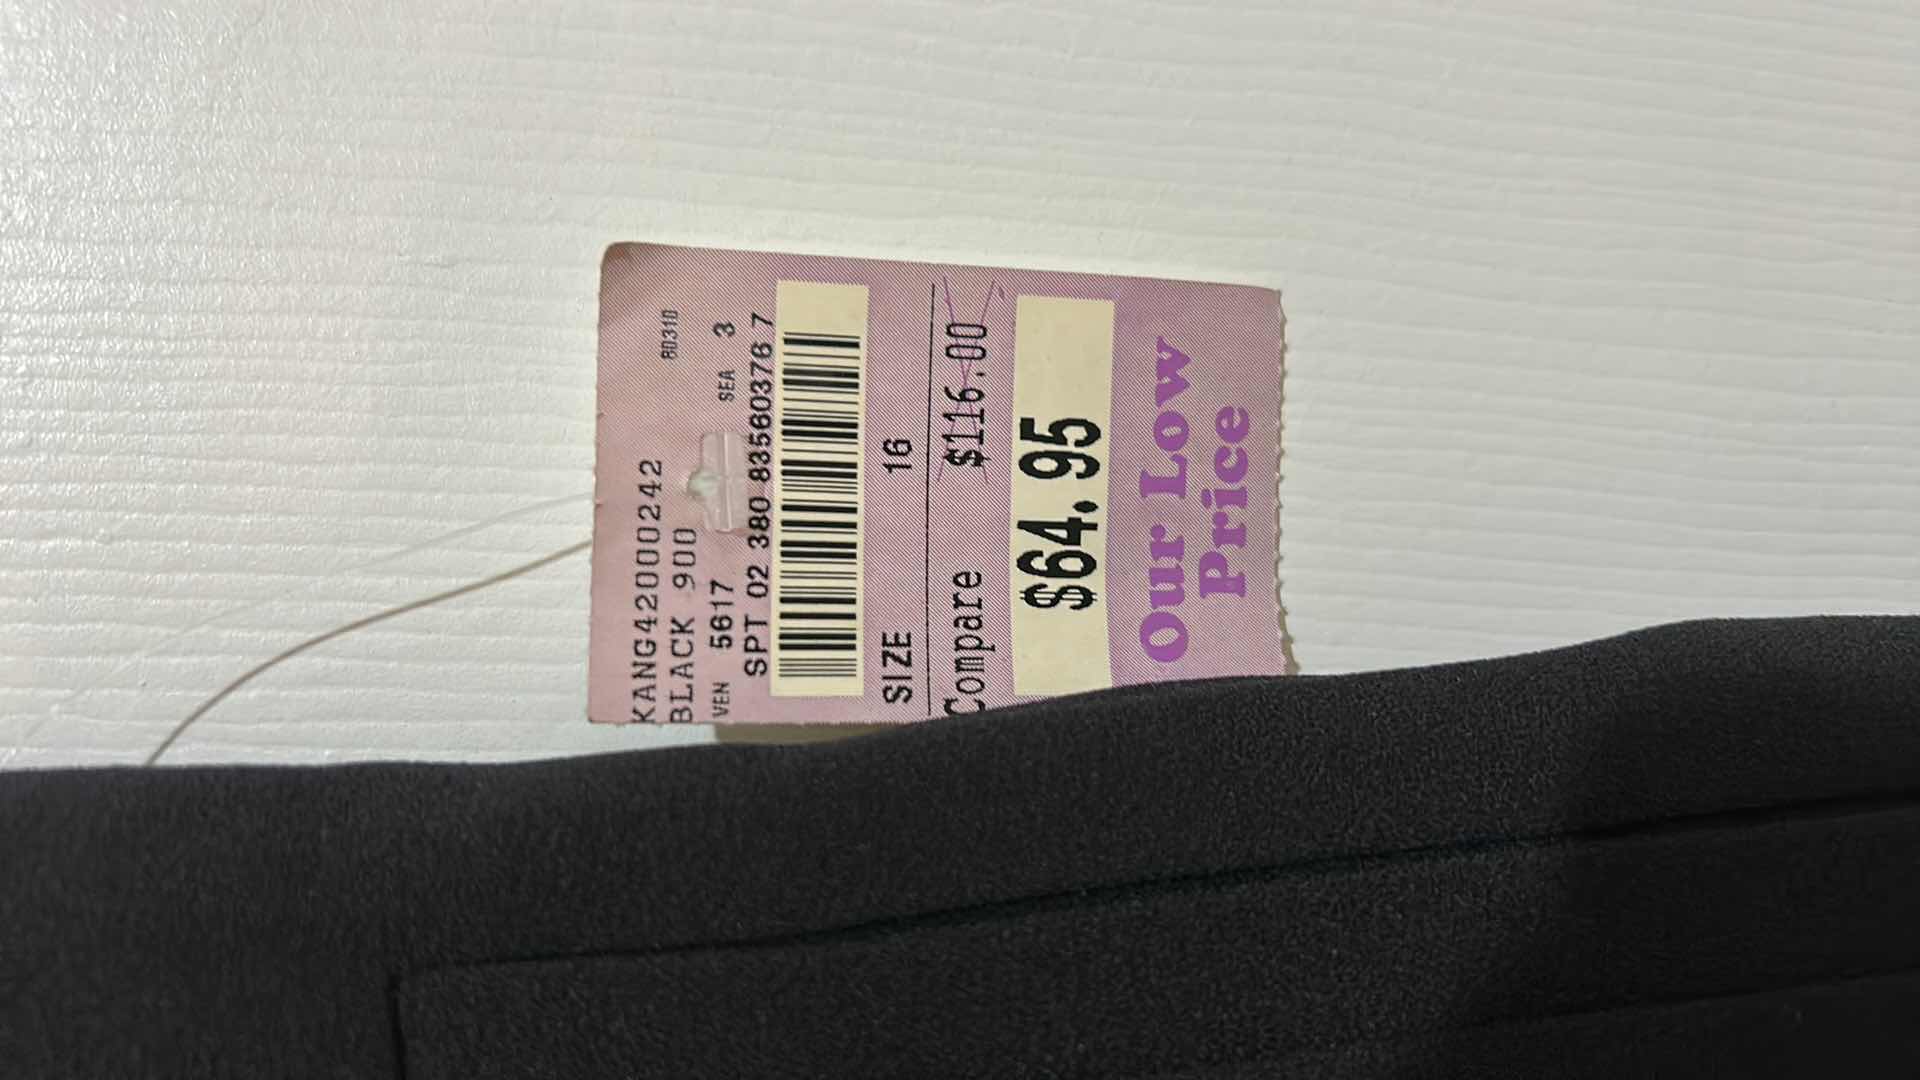 8D310
KANG42000242
BLACK 900
VEN 5617 SEA 3
SPT 02 380 83560376 7
SIZE 16
Compare $116.00
$64.95
Our Low
Price